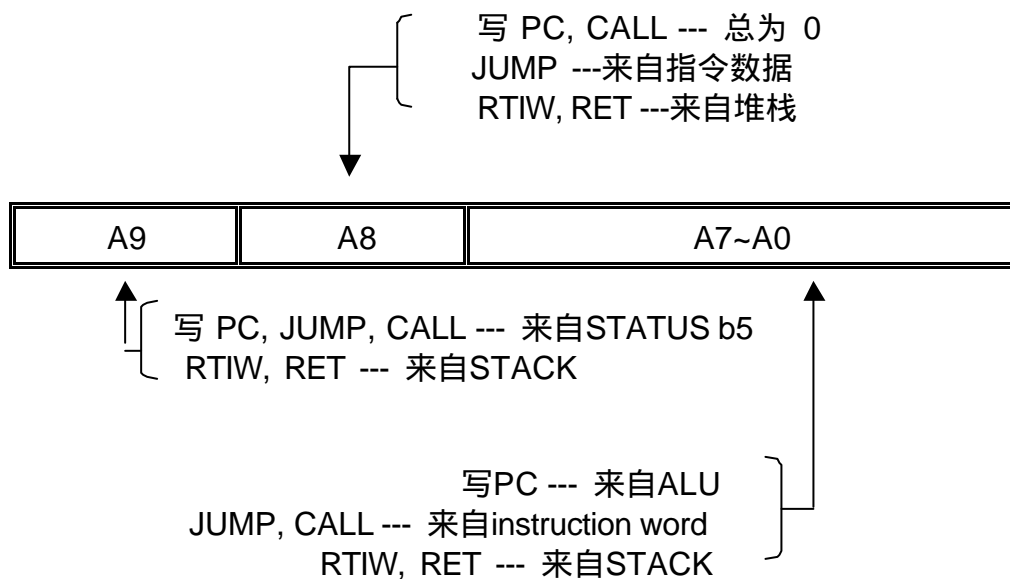 写 PC, CALL --- 总为 0
JUMP ---来自指令数据
RTIW, RET ---来自堆栈
A9 A8 A7~A0
写 PC, JUMP, CALL --- 来自STATUS b5
RTIW, RET --- 来自STACK
写PC --- 来自ALU
JUMP, CALL --- 来自instruction word
RTIW, RET --- 来自STACK